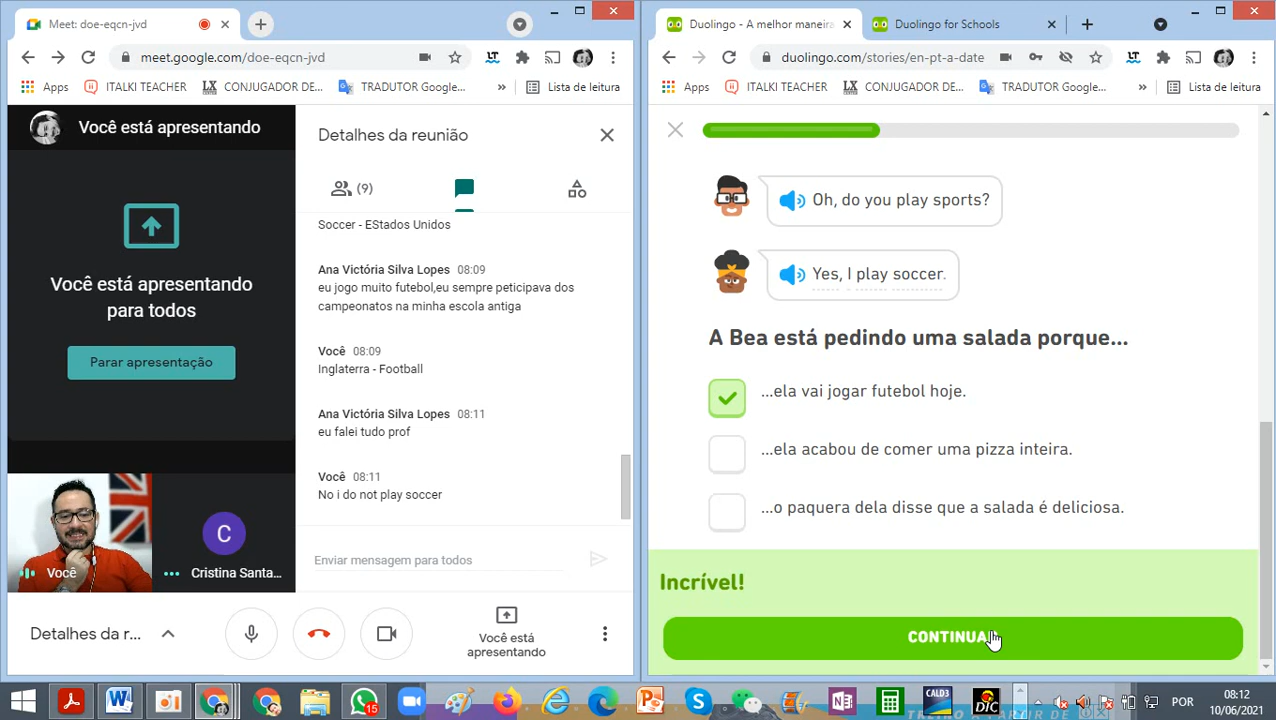 Meet: doe-eqcn-jvd
meet.google.com/doe-eqcn-jvd
Apps
ITALKI TEACHER
LX CONJUGADOR DE...
TRADUTOR Google...
»
Lista de leitura
Você está apresentando
Detalhes da reunião
(9)
Você está apresentando
para todos
Parar apresentação
Soccer - EStados Unidos
Ana Victória Silva Lopes 08:09
eu jogo muito futebol,eu sempre peticipava dos
campeonatos na minha escola antiga
Você 08:09
Inglaterra - Football
Ana Victória Silva Lopes 08:11
eu falei tudo prof
Você 08:11
No i do not play soccer
Enviar mensagem para todos
Você
C
Cristina Santa...
Detalhes da r...
Você está
apresentando
Duolingo - A melhor maneira
Duolingo for Schools
duolingo.com/stories/en-pt-a-date
Apps
ITALKI TEACHER
LX CONJUGADOR DE...
TRADUTOR Google...
»
Lista de leitura
Oh, do you play sports?
Yes, I play soccer.
A Bea está pedindo uma salada porque...
...ela vai jogar futebol hoje.
...ela acabou de comer uma pizza inteira.
...o paquera dela disse que a salada é deliciosa.
Incrível!
CONTINUA
15
CALD3
DIC
POR
08:12
10/06/2021